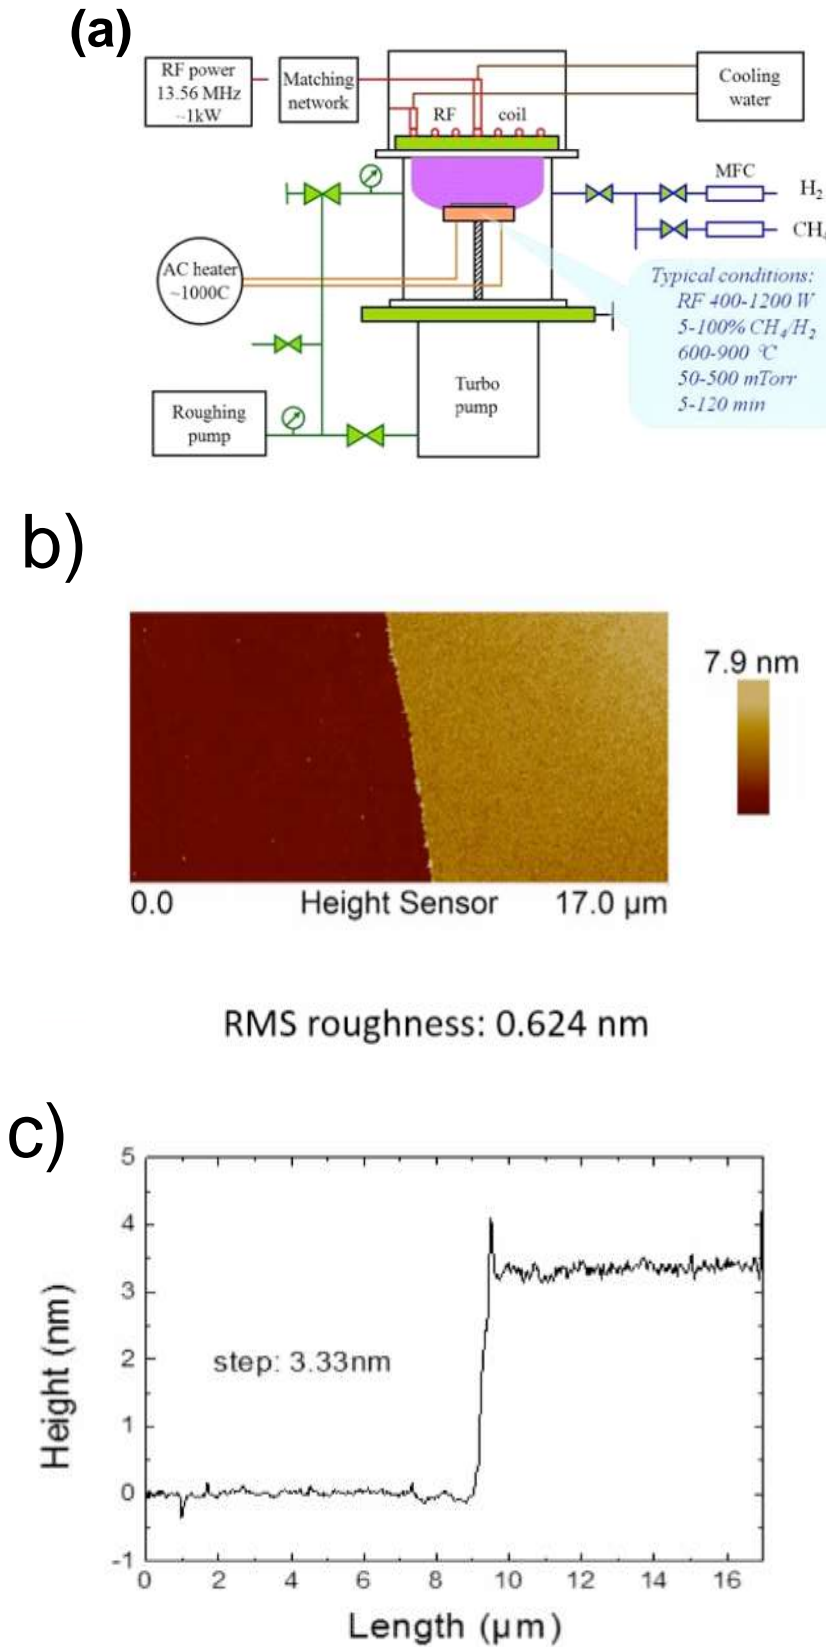 (a)
RF power
13.56 MHz
~1kW
Matching
network
Cooling
water
RF coil
MFC
H2
CH4
AC heater
~1000C
Typical conditions:
RF 400-1200 W
5-100% CH4/H2
600-900 °C
50-500 mTorr
5-120 min
Turbo
pump
Roughing
pump
b)
7.9 nm
0.0 Height Sensor 17.0 µm
RMS roughness: 0.624 nm
c)
5
4
3
2
1
0
-1
Height (nm)
step: 3.33nm
0 2 4 6 8 10 12 14 16
Length (µm)